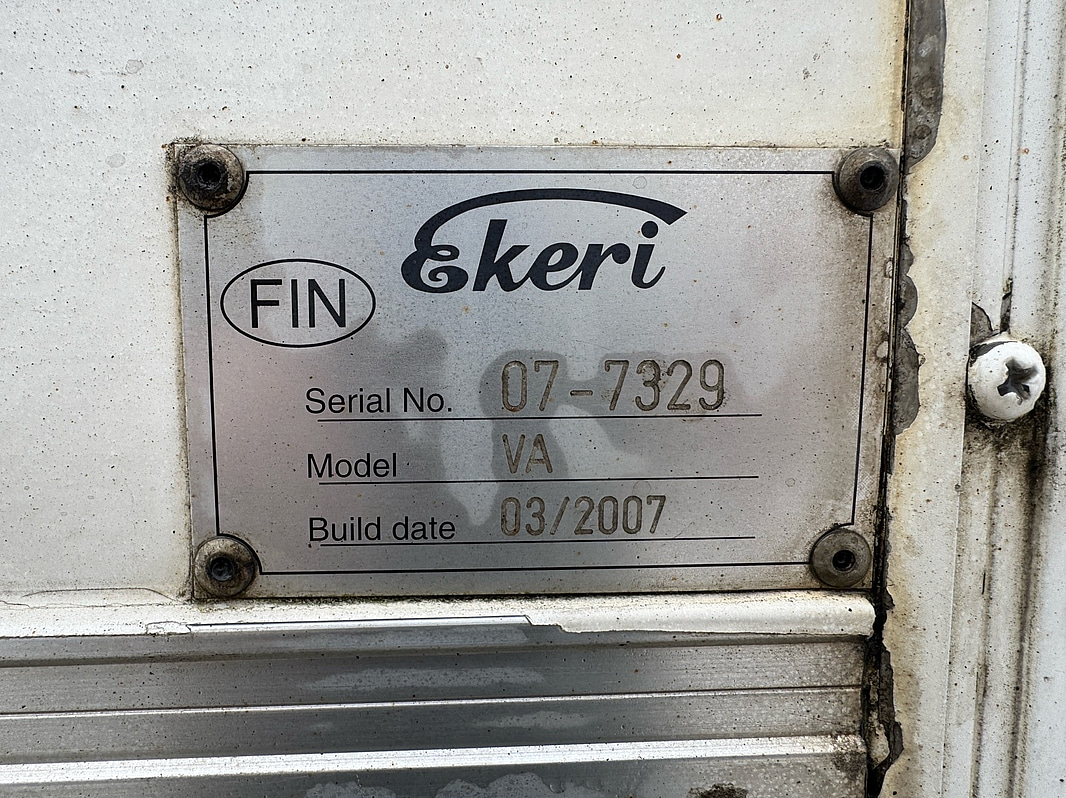 Ekeri
FIN
Serial No. 07-7329
Model VA
Build date 03/2007